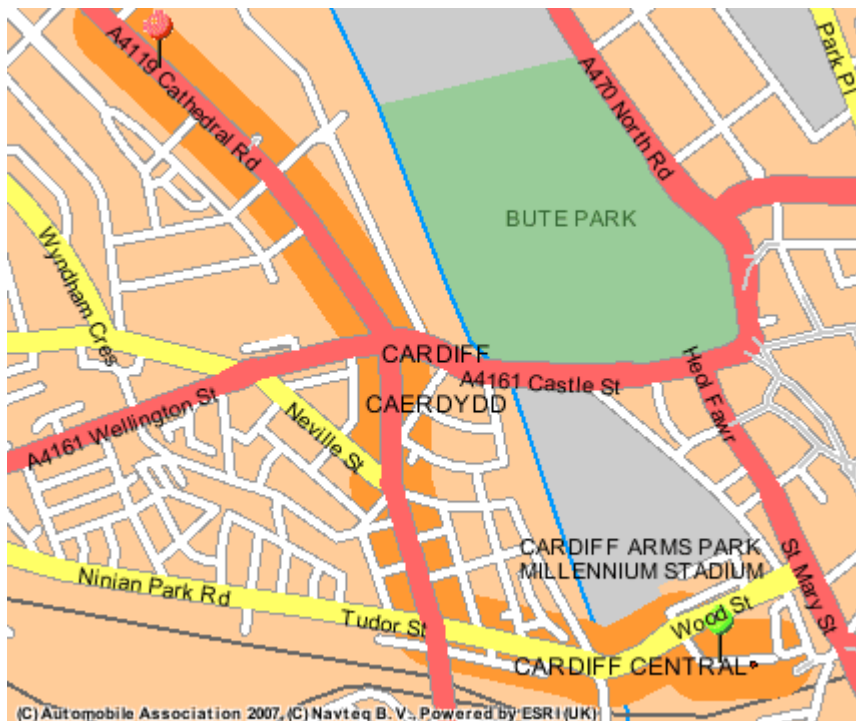 A4119 Cathedral Rd
A470 North Rd
Park Pl
BUTE PARK
Wyndham Cres
CARDIFF
Heol Fawr
A4161 Castle St
CAERDYDD
A4161 Wellington St
Neville St
CARDIFF ARMS PARK
MILLENNIUM STADIUM
St Mary St
Ninian Park Rd
Tudor St
Wood St
CARDIFF CENTRAL
(C) Automobile Association 2007, (C) Navteq B. V., Powered by ESRI (UK)